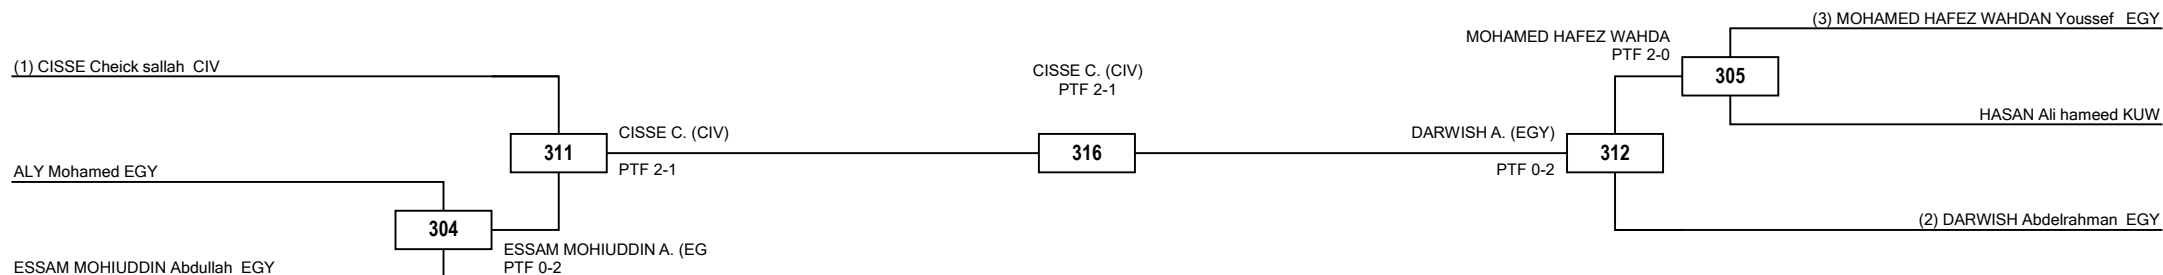 (3) MOHAMED HAFEZ WAHDAN Youssef EGY
MOHAMED HAFEZ WAHDA
PTF 2-0
305
(1) CISSE Cheick sallah CIV
CISSE C. (CIV)
PTF 2-1
HASAN Ali hameed KUW
CISSE C. (CIV)
311
PTF 2-1
316
DARWISH A. (EGY)
312
PTF 0-2
ALY Mohamed EGY
(2) DARWISH Abdelrahman EGY
304
ESSAM MOHIUDDIN A. (EG
PTF 0-2
ESSAM MOHIUDDIN Abdullah EGY